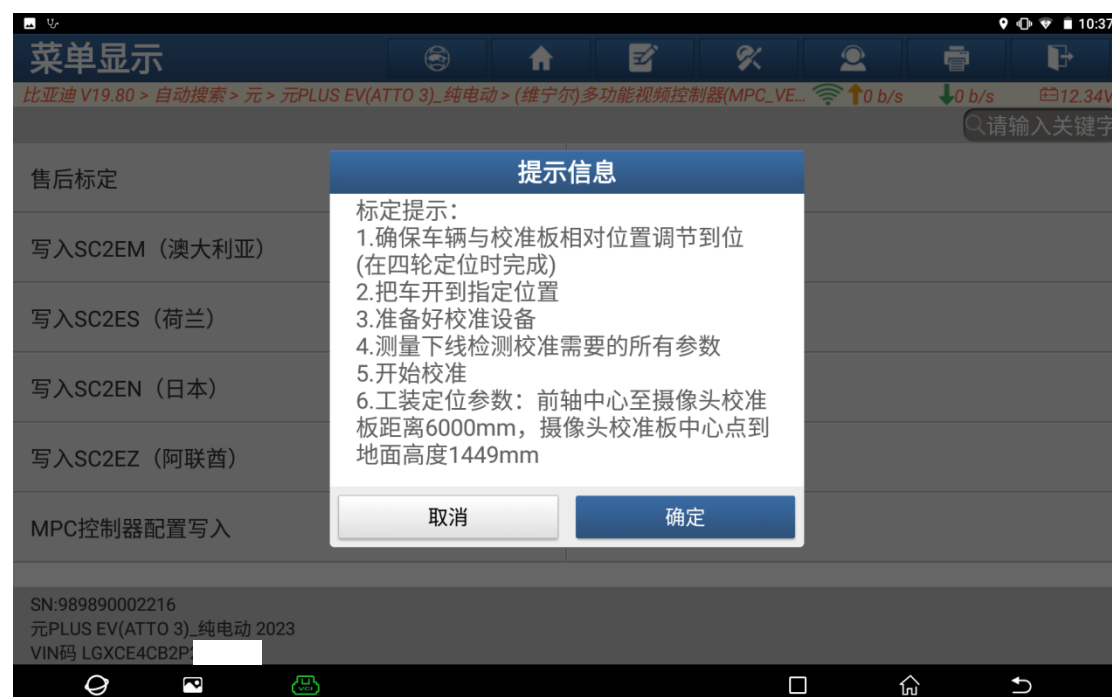 10:37
菜单显示
比亚迪 V19.80 > 自动搜索 > 元 > 元PLUS EV(ATTO 3)_纯电动 > (维宁尔)多功能视频控制器(MPC_VE... 0 b/s 0 b/s 12.34V
请输入关键字
售后标定
写入SC2EM（澳大利亚）
写入SC2ES（荷兰）
写入SC2EN（日本）
写入SC2EZ（阿联酋）
MPC控制器配置写入
提示信息
标定提示：
1.确保车辆与校准板相对位置调节到位
(在四轮定位时完成)
2.把车开到指定位置
3.准备好校准设备
4.测量下线检测校准需要的所有参数
5.开始校准
6.工装定位参数：前轴中心至摄像头校准
板距离6000mm，摄像头校准板中心点到
地面高度1449mm
取消
确定
SN:989890002216
元PLUS EV(ATTO 3)_纯电动 2023
VIN码 LGXCE4CB2P
VCI